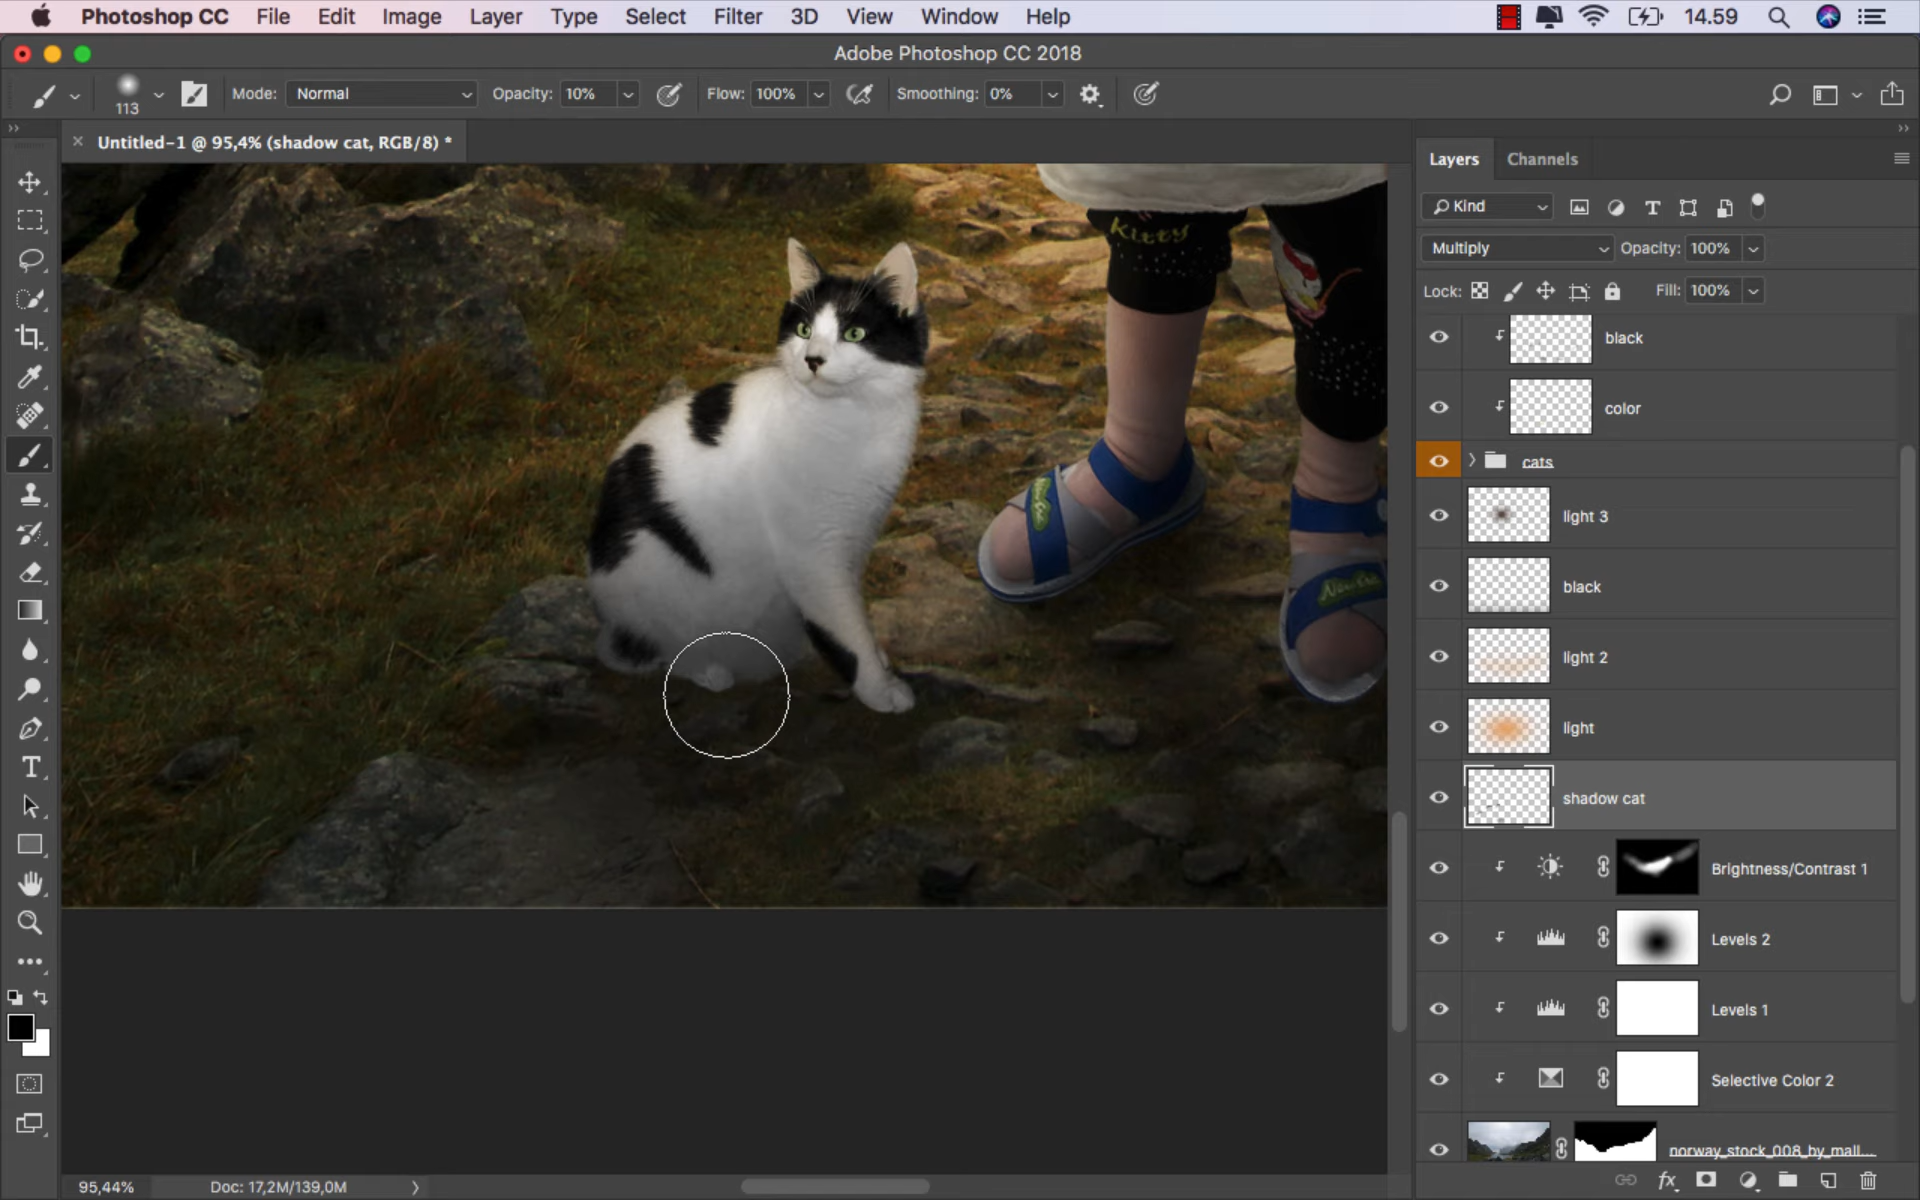 Photoshop CC File Edit Image Layer Type Select Filter 3D View Window Help 14.59
Adobe Photoshop CC 2018
113 Mode: Normal Opacity: 10% Flow: 100% Smoothing: 0%
Untitled-1 @ 95,4% (shadow cat, RGB/8) *
Layers Channels
Kind
Multiply Opacity: 100%
Lock: Fill: 100%
kitty
black
color
cats
light 3
black
light 2
light
shadow cat
Brightness/Contrast 1
Levels 2
Levels 1
Selective Color 2
norway_stock_008_by_mall...
95,44% Doc: 17,2M/139,0M